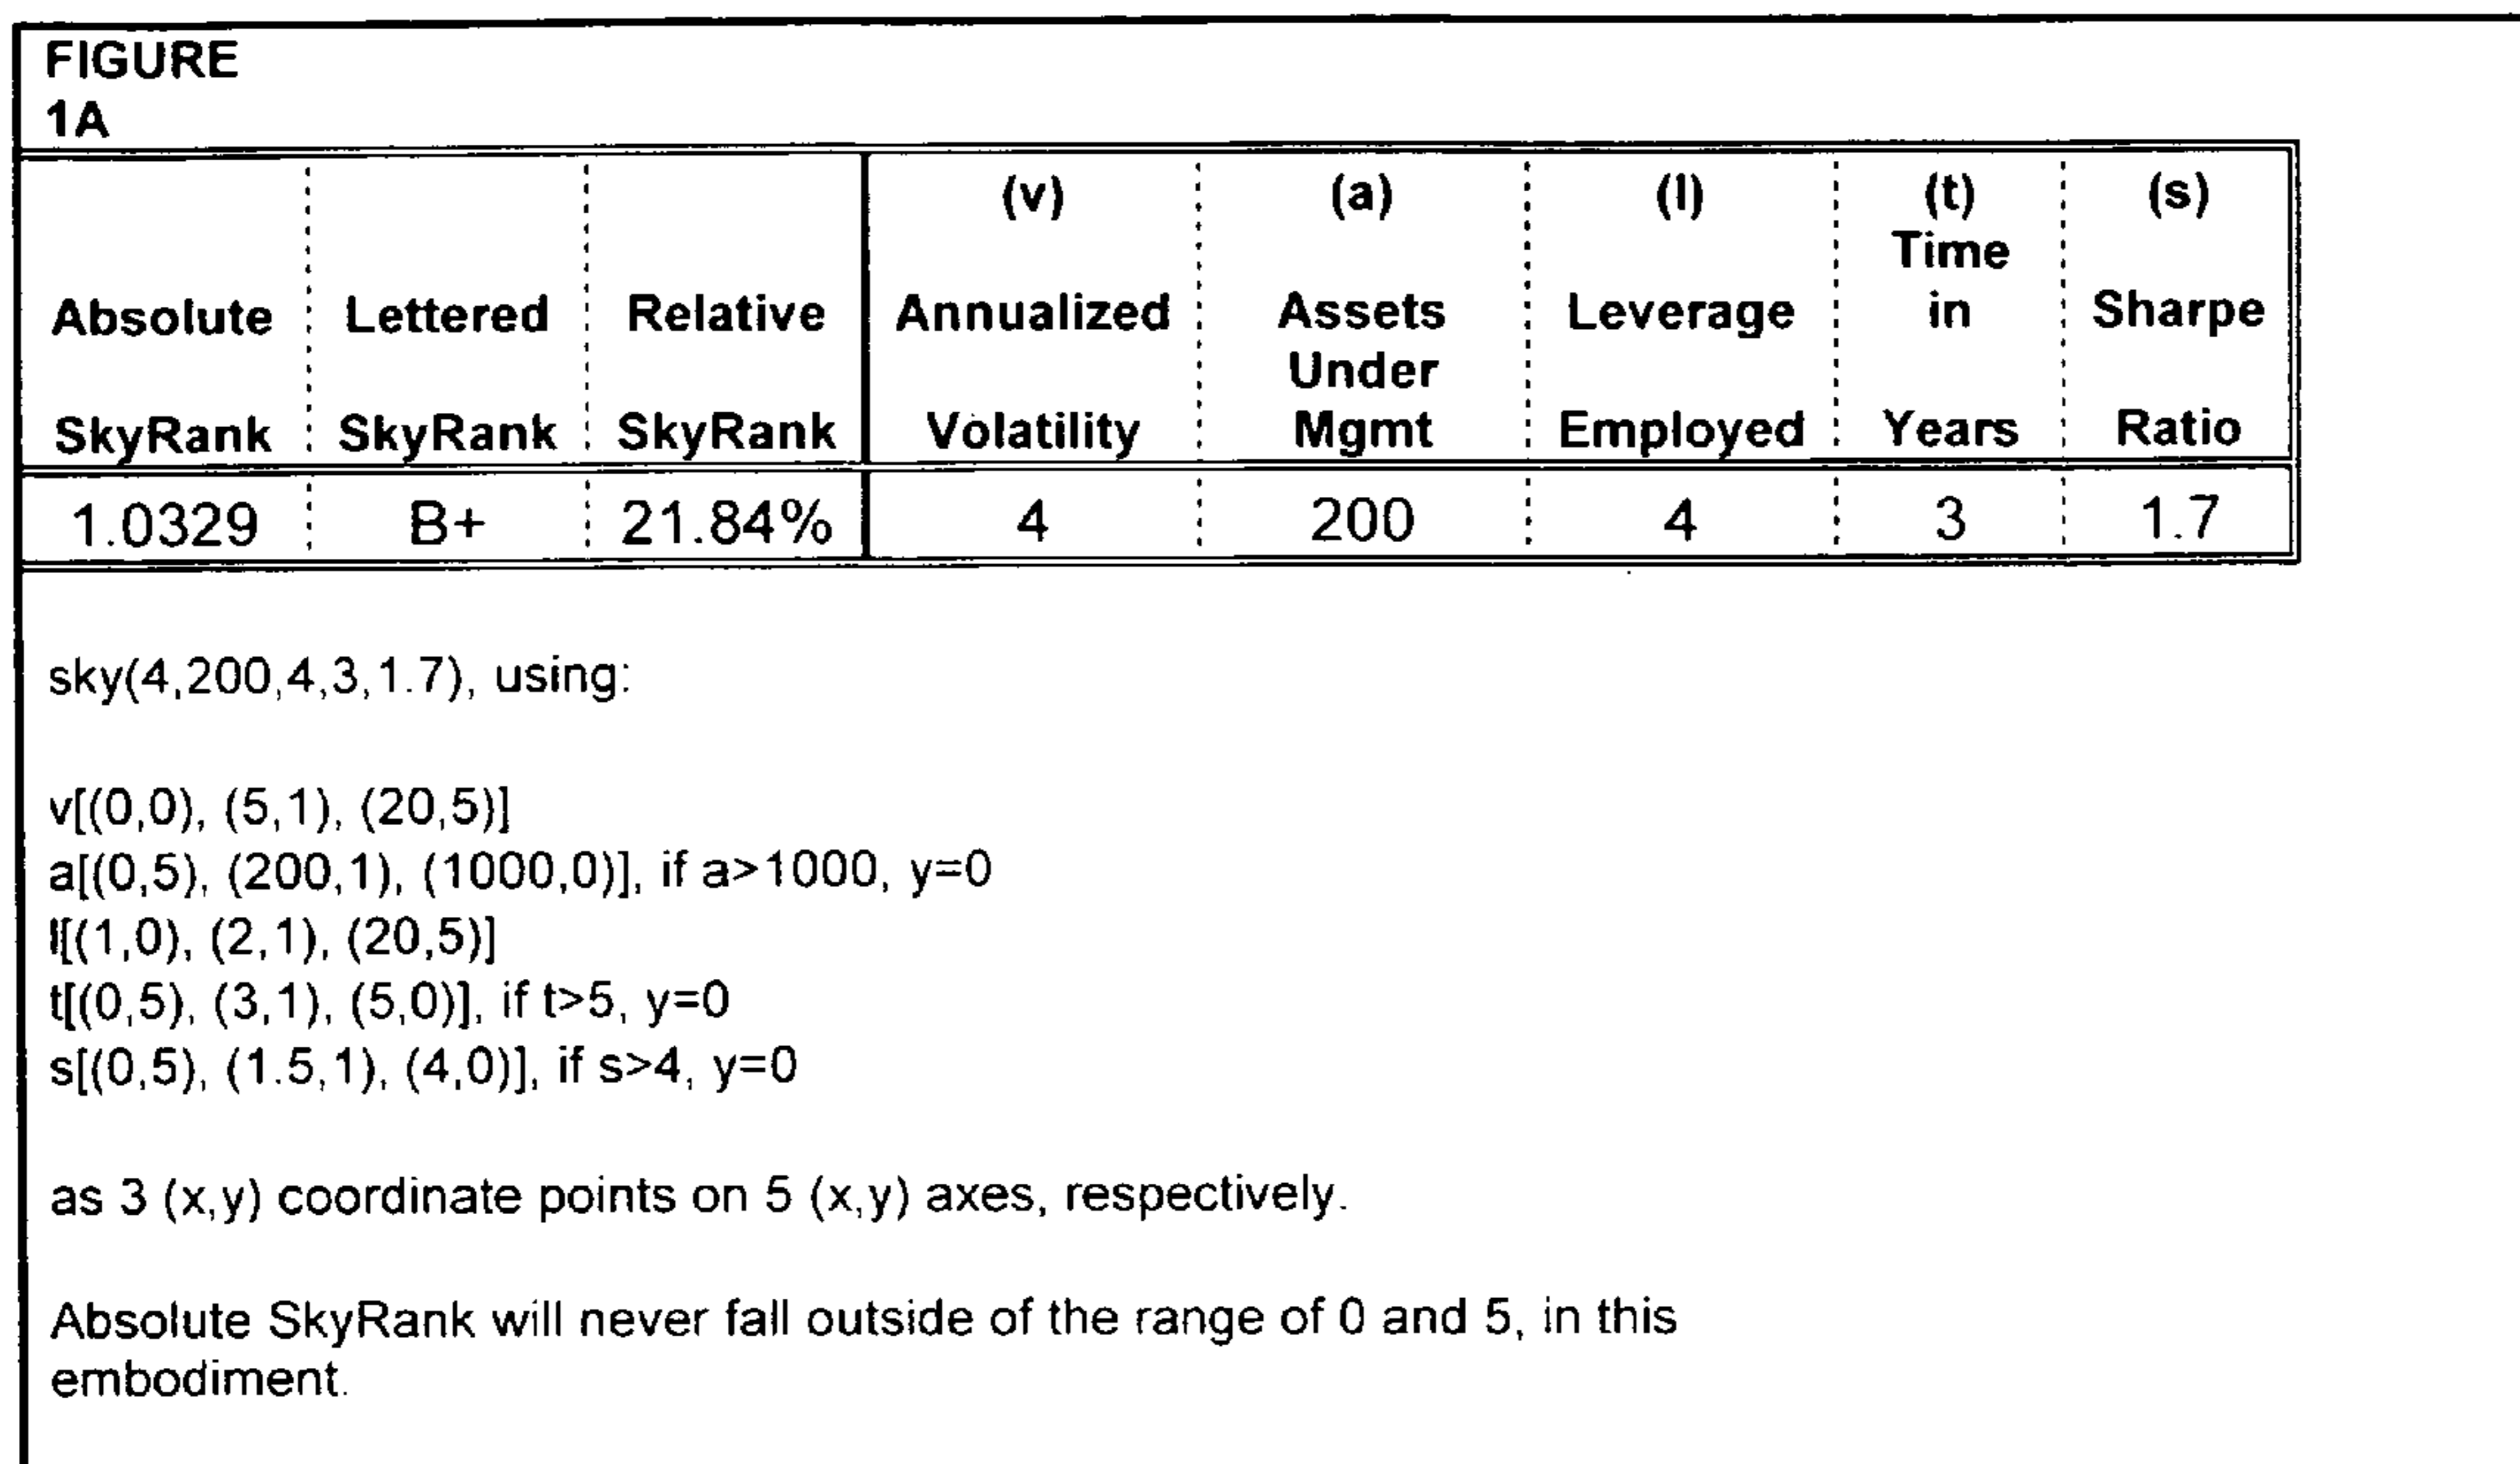 FIGURE
1A
(v) (a) (l) (t) (s)
Time
Absolute Lettered Relative Annualized Assets Leverage in Sharpe
Under
SkyRank SkyRank SkyRank Volatility Mgmt Employed Years Ratio
1.0329 B+ 21.84% 4 200 4 3 1.7
sky(4,200,4,3,1.7), using:
v[(0,0), (5,1), (20,5)]
a[(0,5), (200,1), (1000,0)], if a>1000, y=0
l[(1,0), (2,1), (20,5)]
t[(0,5), (3,1), (5,0)], if t>5, y=0
s[(0,5), (1.5,1), (4,0)], if s>4, y=0
as 3 (x,y) coordinate points on 5 (x,y) axes, respectively.
Absolute SkyRank will never fall outside of the range of 0 and 5, in this
embodiment.